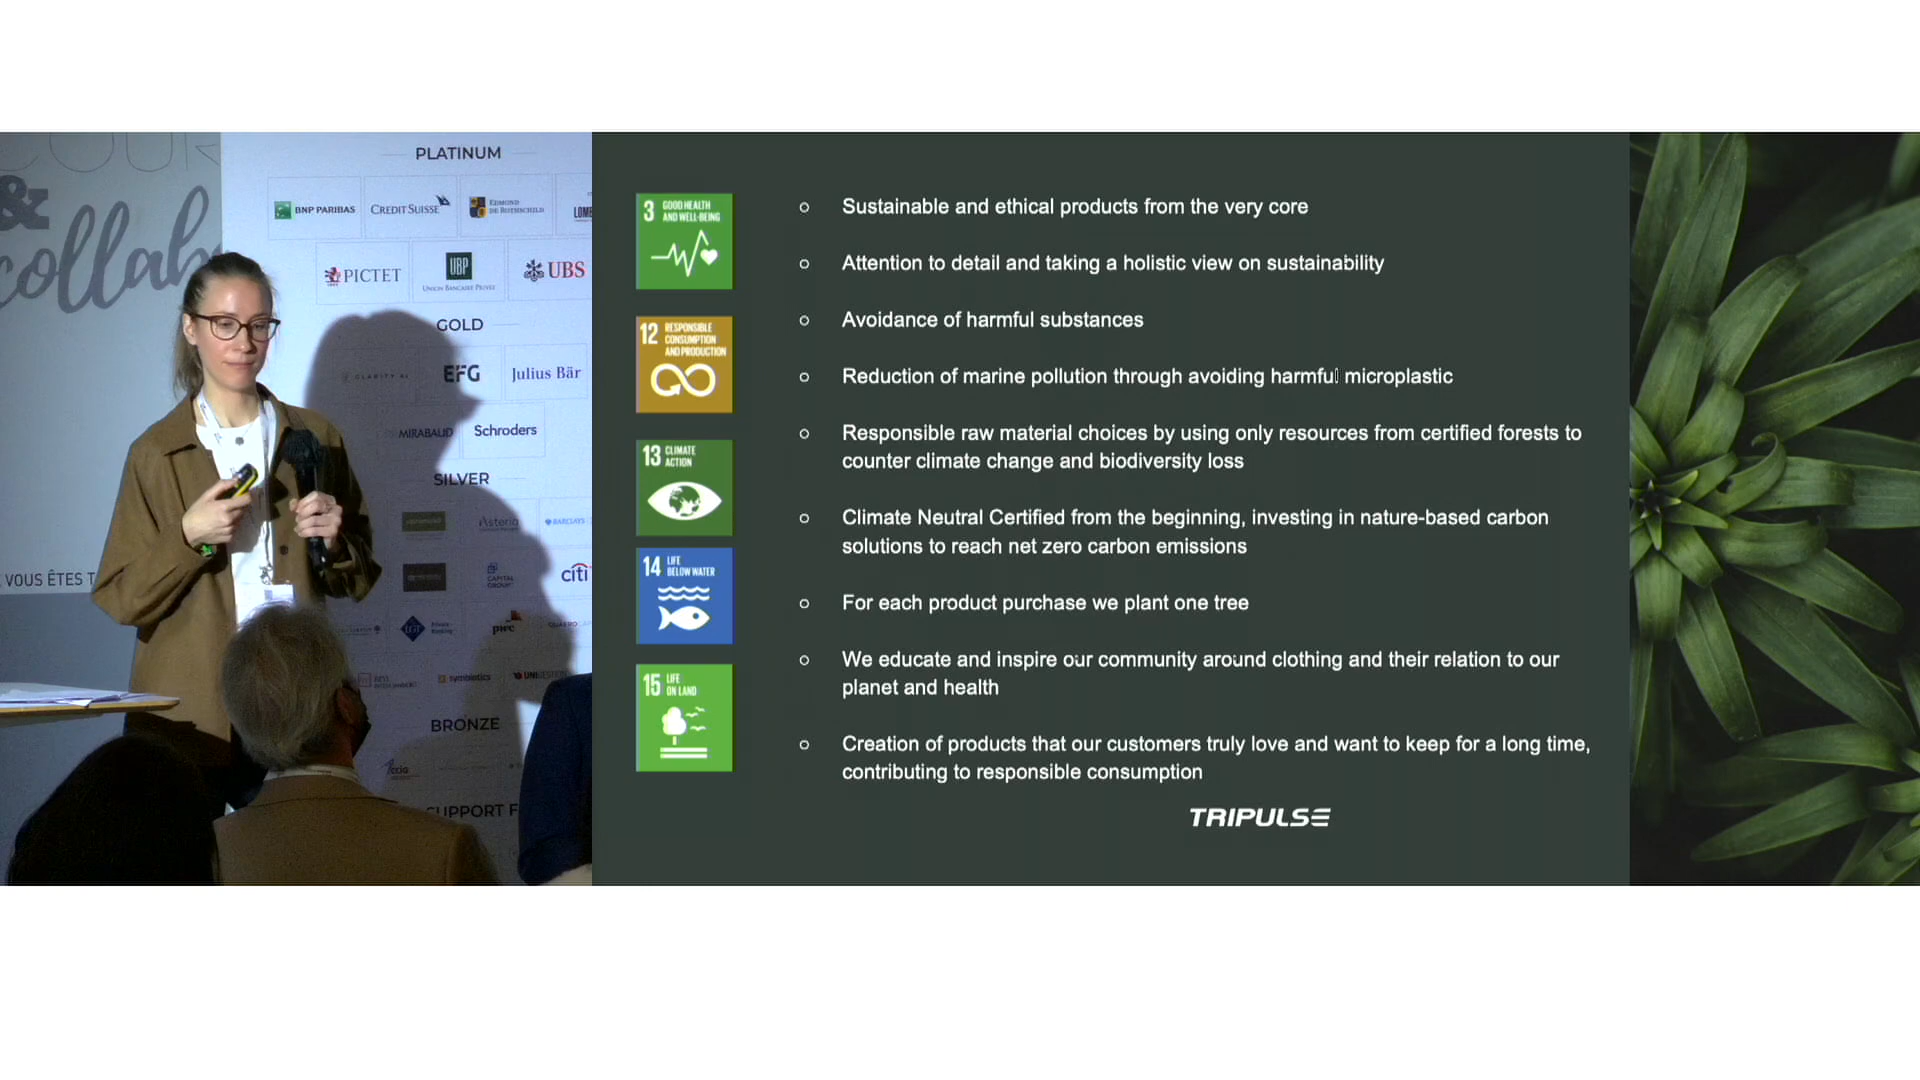 COUR
&
collab
VOUS ÊTES T
PLATINUM
BNP PARIBAS
CREDIT SUISSE
EDMOND
DE ROTHSCHILD
LOMB
PICTET
1805
UBP
UNION BANCAIRE PRIVÉE
UBS
GOLD
CLARITY AI
EFG
Julius Bär
MIRABAUD
Schroders
SILVER
Asteria
BARCLAYS
CAPITAL
GROUP
citi
pwc
symbiotics
UNIGESTION
BRONZE
SUPPORT F
3 GOOD HEALTH
AND WELL-BEING
12 RESPONSIBLE
CONSUMPTION
AND PRODUCTION
13 CLIMATE
ACTION
14 LIFE
BELOW WATER
15 LIFE
ON LAND
Sustainable and ethical products from the very core
Attention to detail and taking a holistic view on sustainability
Avoidance of harmful substances
Reduction of marine pollution through avoiding harmful microplastic
Responsible raw material choices by using only resources from certified forests to
counter climate change and biodiversity loss
Climate Neutral Certified from the beginning, investing in nature-based carbon
solutions to reach net zero carbon emissions
For each product purchase we plant one tree
We educate and inspire our community around clothing and their relation to our
planet and health
Creation of products that our customers truly love and want to keep for a long time,
contributing to responsible consumption
TRIPULSE